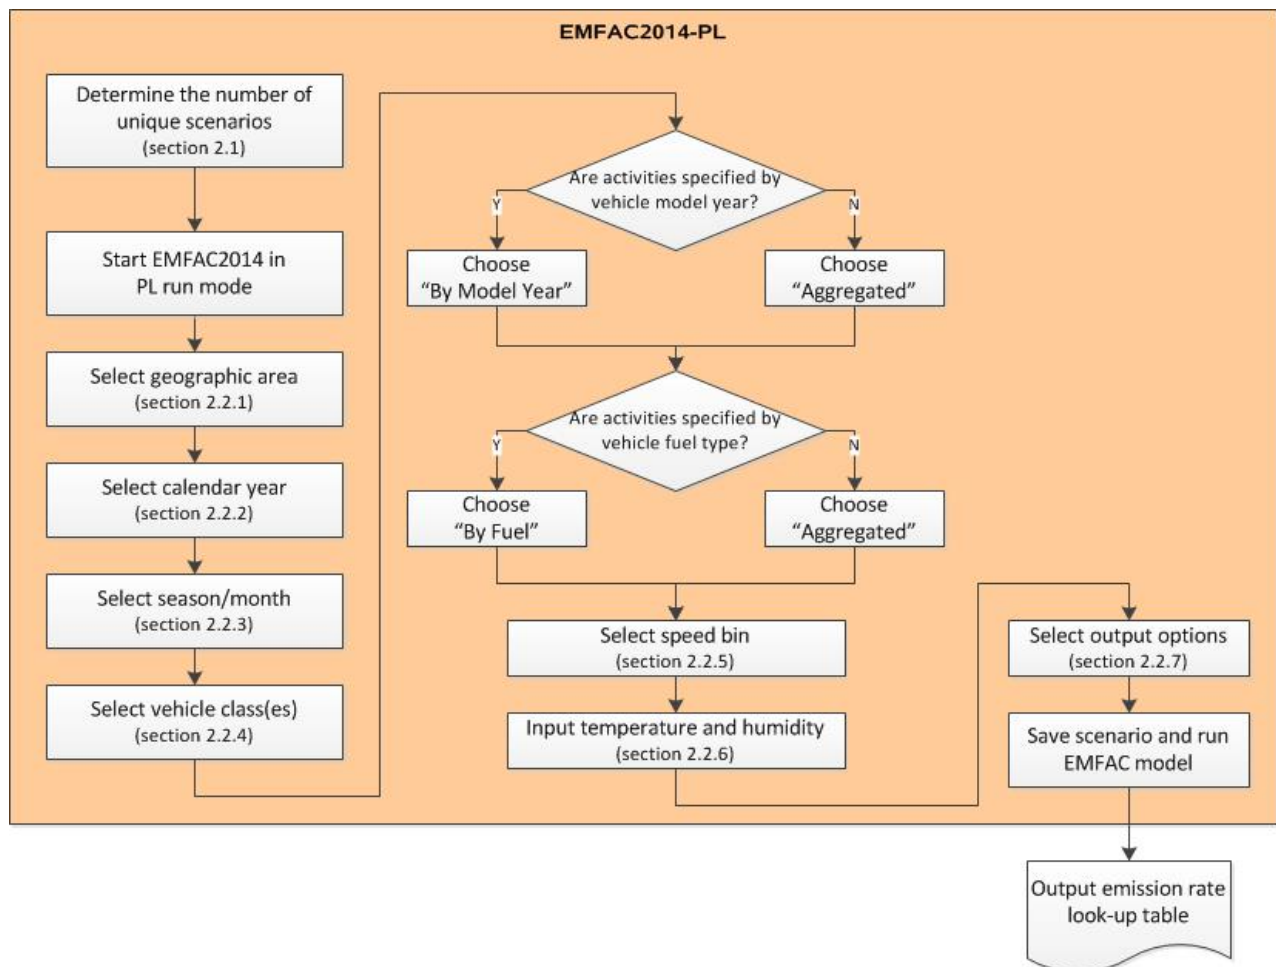 EMFAC2014-PL
Determine the number of
unique scenarios
(section 2.1)
Start EMFAC2014 in
PL run mode
Select geographic area
(section 2.2.1)
Select calendar year
(section 2.2.2)
Select season/month
(section 2.2.3)
Select vehicle class(es)
(section 2.2.4)
Are activities specified by
vehicle model year?
Y
N
Choose
“By Model Year”
Choose
“Aggregated”
Are activities specified by
vehicle fuel type?
Y
N
Choose
“By Fuel”
Choose
“Aggregated”
Select speed bin
(section 2.2.5)
Input temperature and humidity
(section 2.2.6)
Select output options
(section 2.2.7)
Save scenario and run
EMFAC model
Output emission rate
look-up table